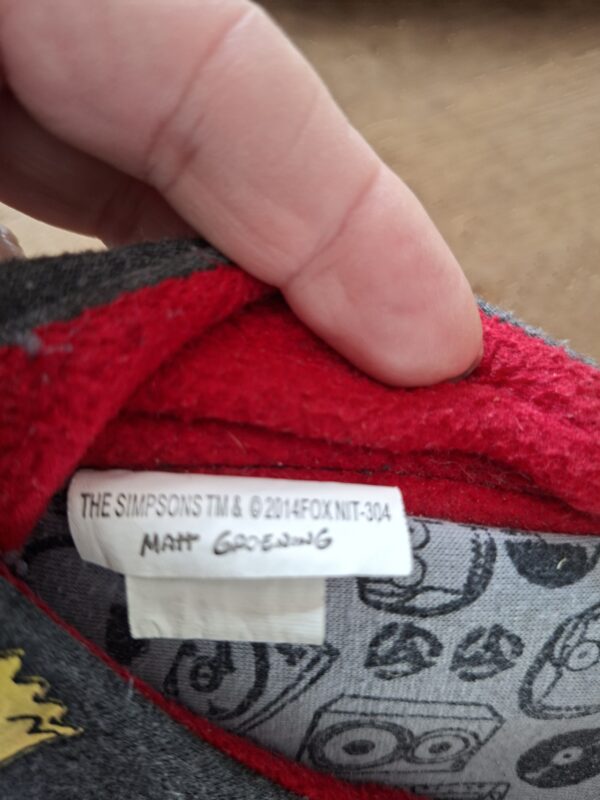 THE SIMPSONS TM & © 2014FOX NIT-304
MATT GROENING